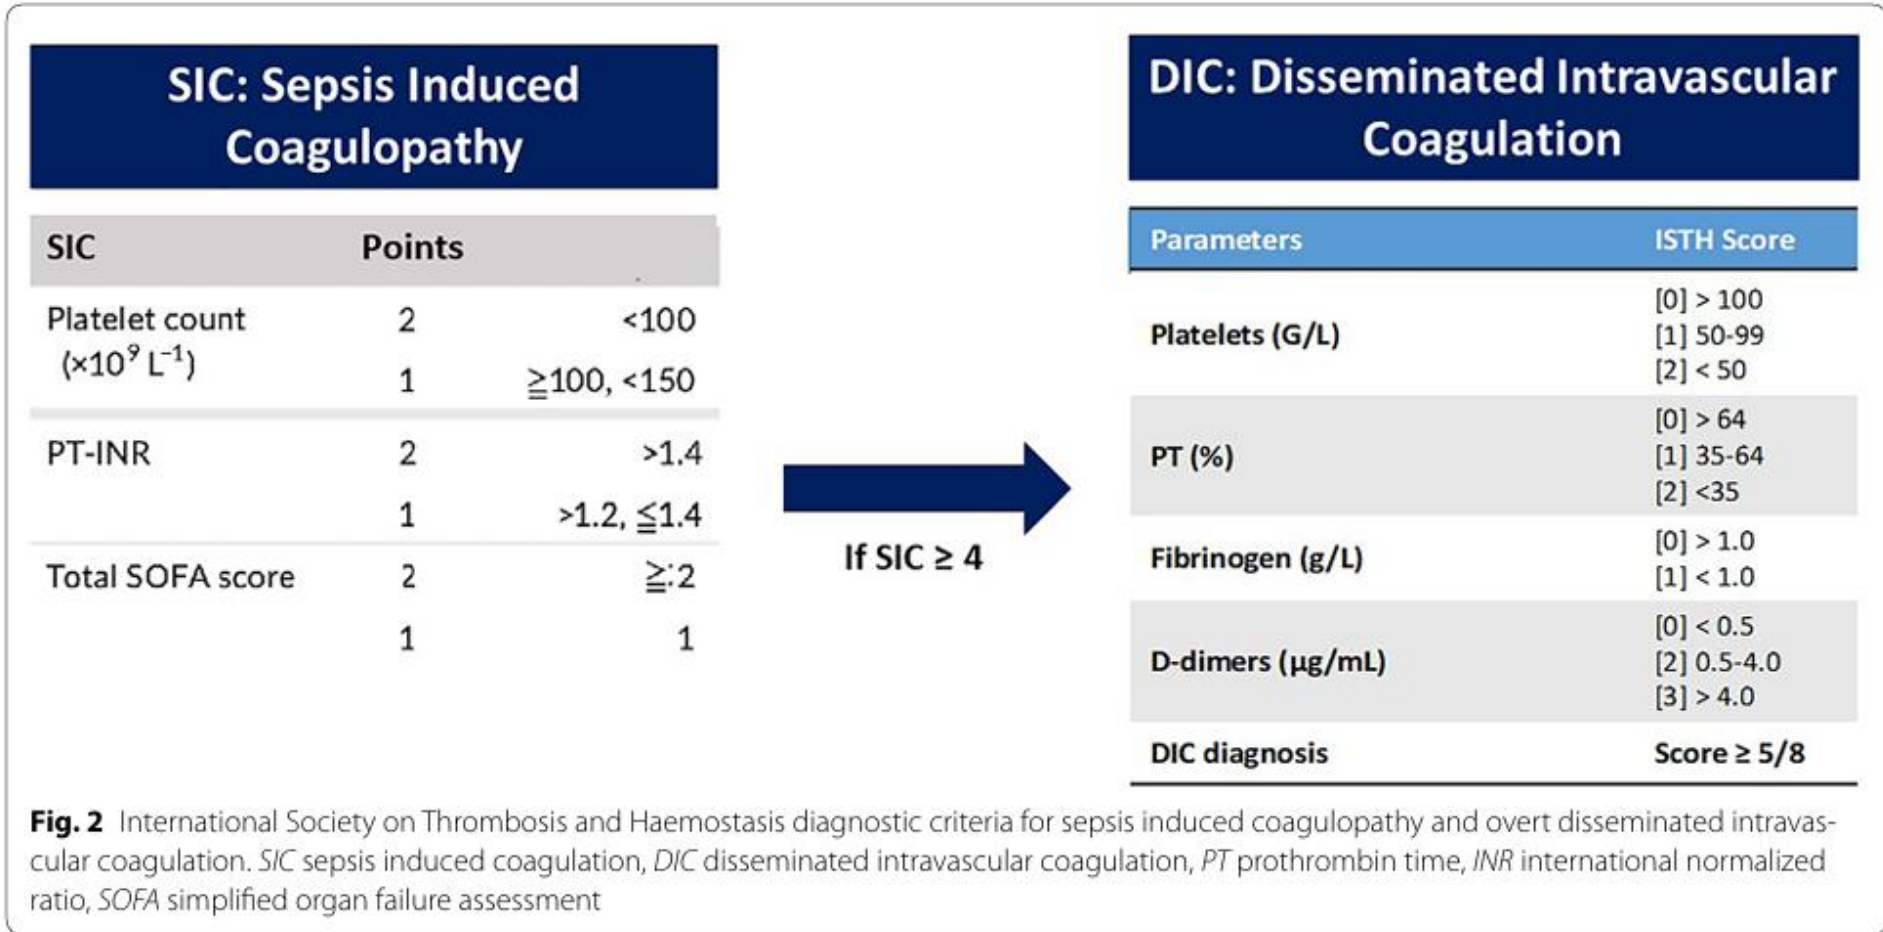 SIC: Sepsis Induced
Coagulopathy
SIC Points
Platelet count 2 <100
(×10⁹ L⁻¹)
1 ≧100, <150
PT-INR 2 >1.4
1 >1.2, ≦1.4
Total SOFA score 2 ≧:2
1 1
If SIC ≥ 4
DIC: Disseminated Intravascular
Coagulation
Parameters ISTH Score
[0] > 100
Platelets (G/L) [1] 50-99
[2] < 50
[0] > 64
PT (%) [1] 35-64
[2] <35
Fibrinogen (g/L) [0] > 1.0
[1] < 1.0
[0] < 0.5
D-dimers (µg/mL) [2] 0.5-4.0
[3] > 4.0
DIC diagnosis Score ≥ 5/8
Fig. 2 International Society on Thrombosis and Haemostasis diagnostic criteria for sepsis induced coagulopathy and overt disseminated intravas-
cular coagulation. SIC sepsis induced coagulation, DIC disseminated intravascular coagulation, PT prothrombin time, INR international normalized
ratio, SOFA simplified organ failure assessment